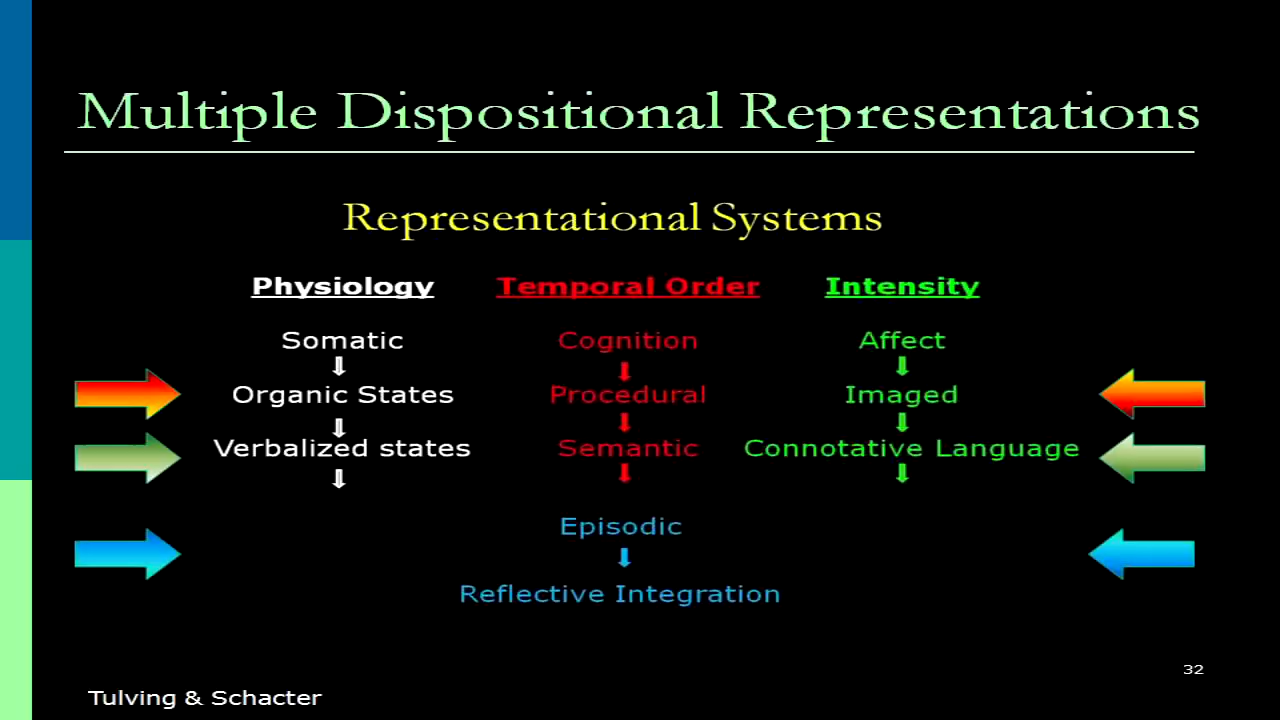 Multiple Dispositional Representations
Representational Systems
Physiology Temporal Order Intensity
Somatic Cognition Affect
Organic States Procedural Imaged
Verbalized states Semantic Connotative Language
Episodic
Reflective Integration
32
Tulving & Schacter